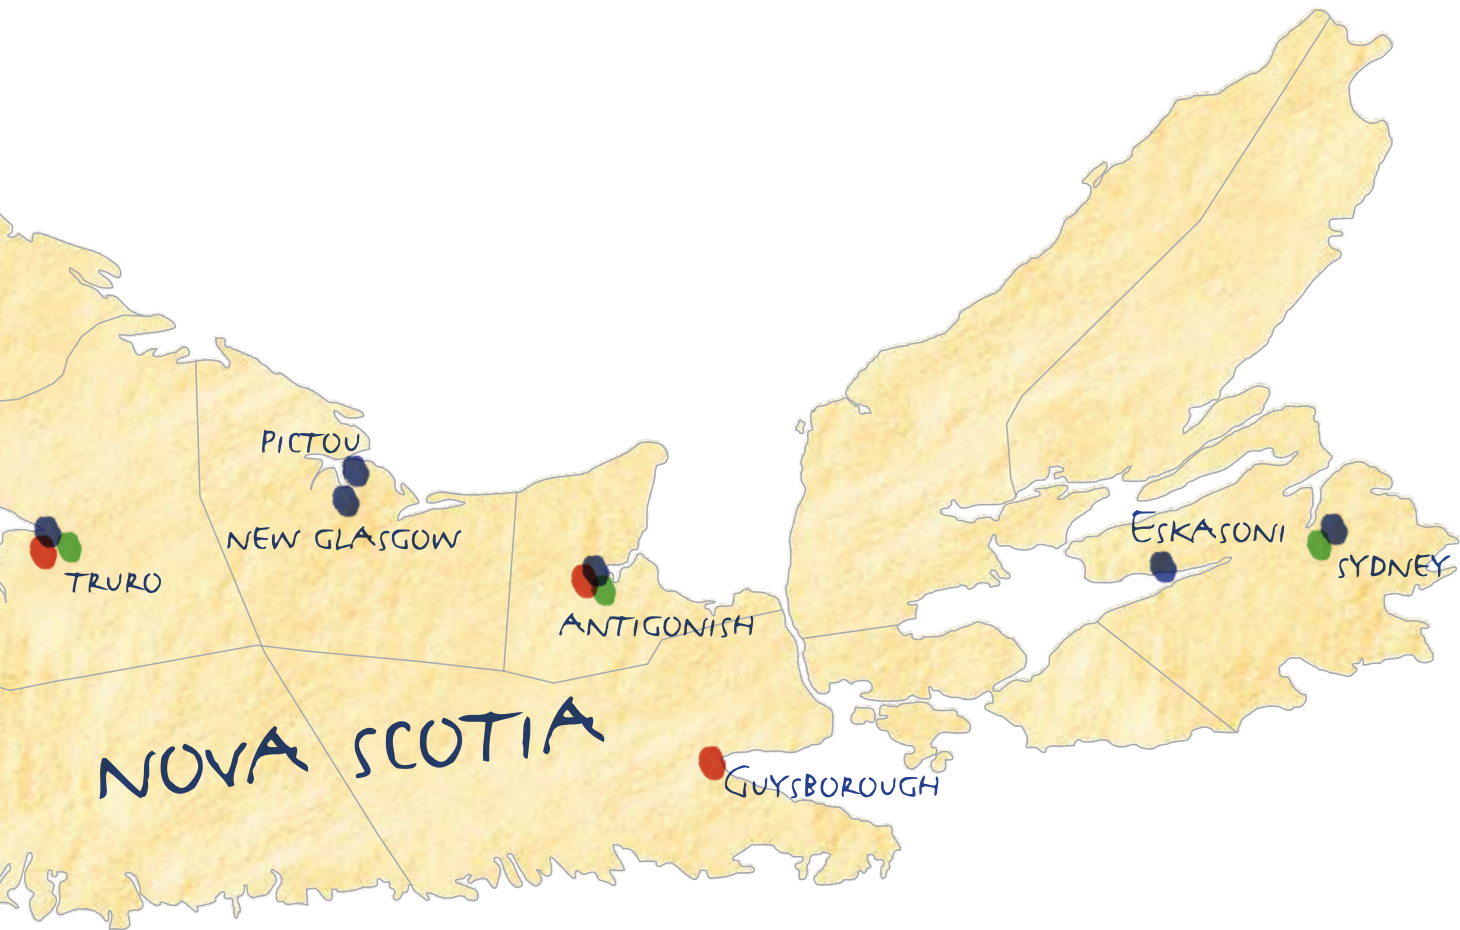 PICTOU
NEW GLASGOW
ESKASONI
SYDNEY
TRURO
ANTIGONISH
NOVA SCOTIA
GUYSBOROUGH